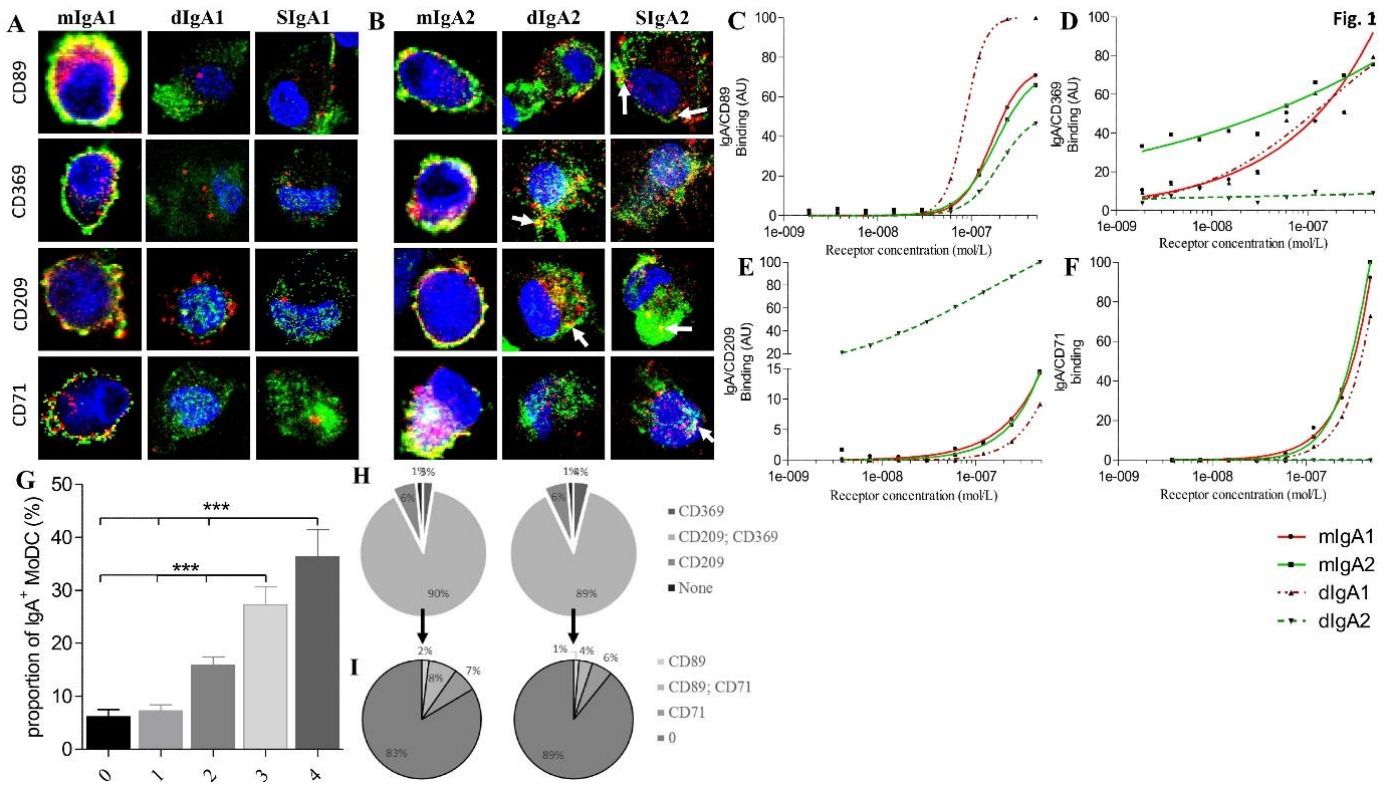 A
mIgA1
dIgA1
SIgA1
CD89
CD369
CD209
CD71
B
mIgA2
dIgA2
SIgA2
C
IgA/CD89
Binding (AU)
100
80
60
40
20
0
1e-009
1e-008
1e-007
Receptor concentration (mol/L)
D
Fig. 1
IgA/CD369
Binding (AU)
100
80
60
40
20
0
1e-009
1e-008
1e-007
Receptor concentration (mol/L)
E
IgA/CD209
Binding (AU)
100
80
60
40
20
15
10
5
0
1e-009
1e-008
1e-007
Receptor concentration (mol/L)
F
IgA/CD71
binding
100
80
60
40
20
0
1e-009
1e-008
1e-007
Receptor concentration (mol/L)
mIgA1
mIgA2
dIgA1
dIgA2
G
proportion of IgA+ MoDC (%)
50
40
30
20
10
0
***
***
0
1
2
3
4
H
1%
6%
90%
1%
4%
6%
89%
CD369
CD209; CD369
CD209
None
I
2%
8%
7%
83%
1%
4%
6%
89%
CD89
CD89; CD71
CD71
0